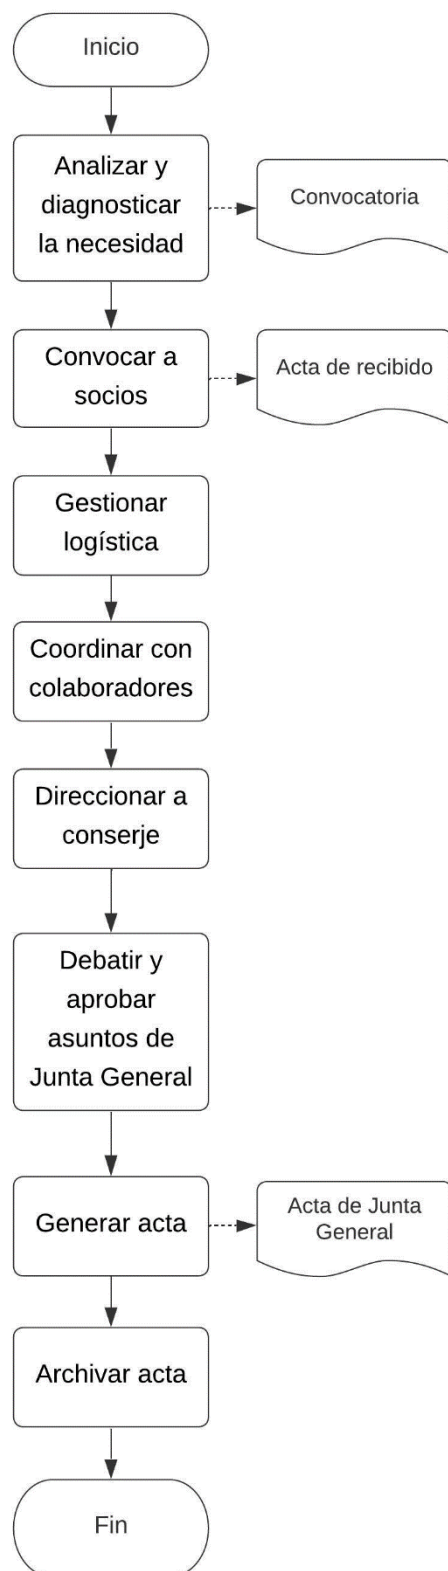 Inicio
Analizar y
diagnosticar
la necesidad
Convocatoria
Convocar a
socios
Acta de recibido
Gestionar
logística
Coordinar con
colaboradores
Direccionar a
conserje
Debatir y
aprobar
asuntos de
Junta General
Generar acta
Acta de Junta
General
Archivar acta
Fin